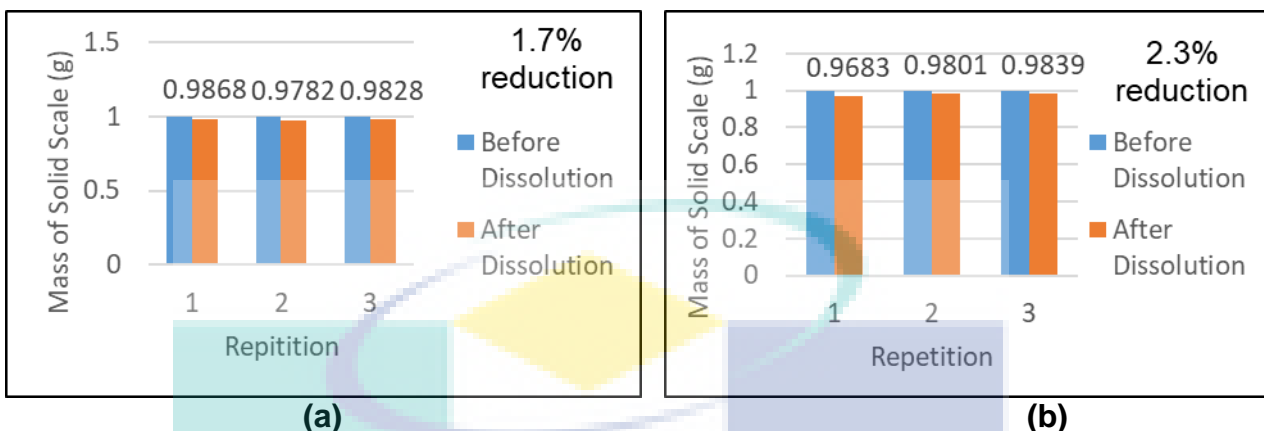 Mass of Solid Scale (g)
1.5
1
0.5
0
0.9868 0.9782 0.9828
1 2 3
Repitition
1.7%
reduction
Before
Dissolution
After
Dissolution
(a)
Mass of Solid Scale (g)
1.2
1
0.8
0.6
0.4
0.2
0
0.9683 0.9801 0.9839
1 2 3
Repetition
2.3%
reduction
Before
Dissolution
After
Dissolution
(b)